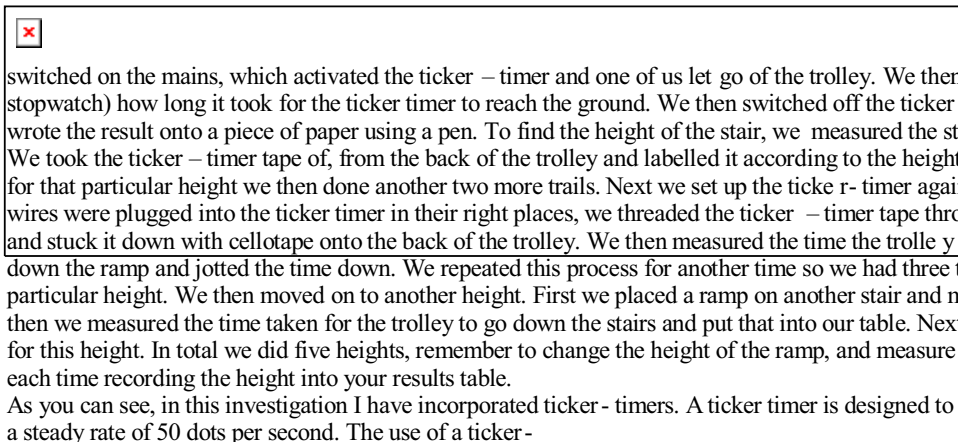 switched on the mains, which activated the ticker – timer and one of us let go of the trolley. We then
stopwatch) how long it took for the ticker timer to reach the ground. We then switched off the ticker
wrote the result onto a piece of paper using a pen. To find the height of the stair, we measured the st
We took the ticker – timer tape of, from the back of the trolley and labelled it according to the height
for that particular height we then done another two more trails. Next we set up the ticke r- timer agai
wires were plugged into the ticker timer in their right places, we threaded the ticker – timer tape thro
and stuck it down with cellotape onto the back of the trolley. We then measured the time the trolle y
down the ramp and jotted the time down. We repeated this process for another time so we had three t
particular height. We then moved on to another height. First we placed a ramp on another stair and m
then we measured the time taken for the trolley to go down the stairs and put that into our table. Next
for this height. In total we did five heights, remember to change the height of the ramp, and measure
each time recording the height into your results table.
As you can see, in this investigation I have incorporated ticker - timers. A ticker timer is designed to
a steady rate of 50 dots per second. The use of a ticker -